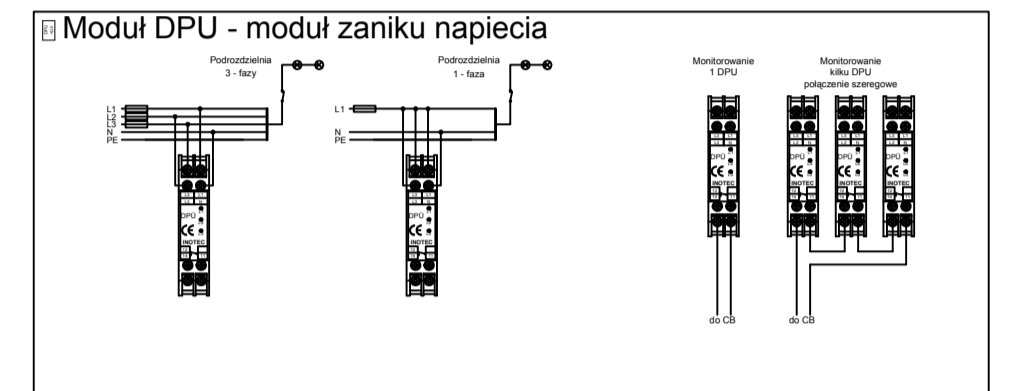 Moduł DPU - moduł zaniku napiecia
Podrozdzielnia
3 - fazy
L1
L2
L3
N
PE
DPÜ
CE
INOTEC
Podrozdzielnia
1 - faza
L1
N
PE
DPÜ
CE
INOTEC
Monitorowanie
1 DPU
DPÜ
CE
INOTEC
do CB
Monitorowanie
kilku DPU
połączenie szeregowe
DPÜ
CE
INOTEC
DPÜ
CE
INOTEC
DPÜ
CE
INOTEC
do CB